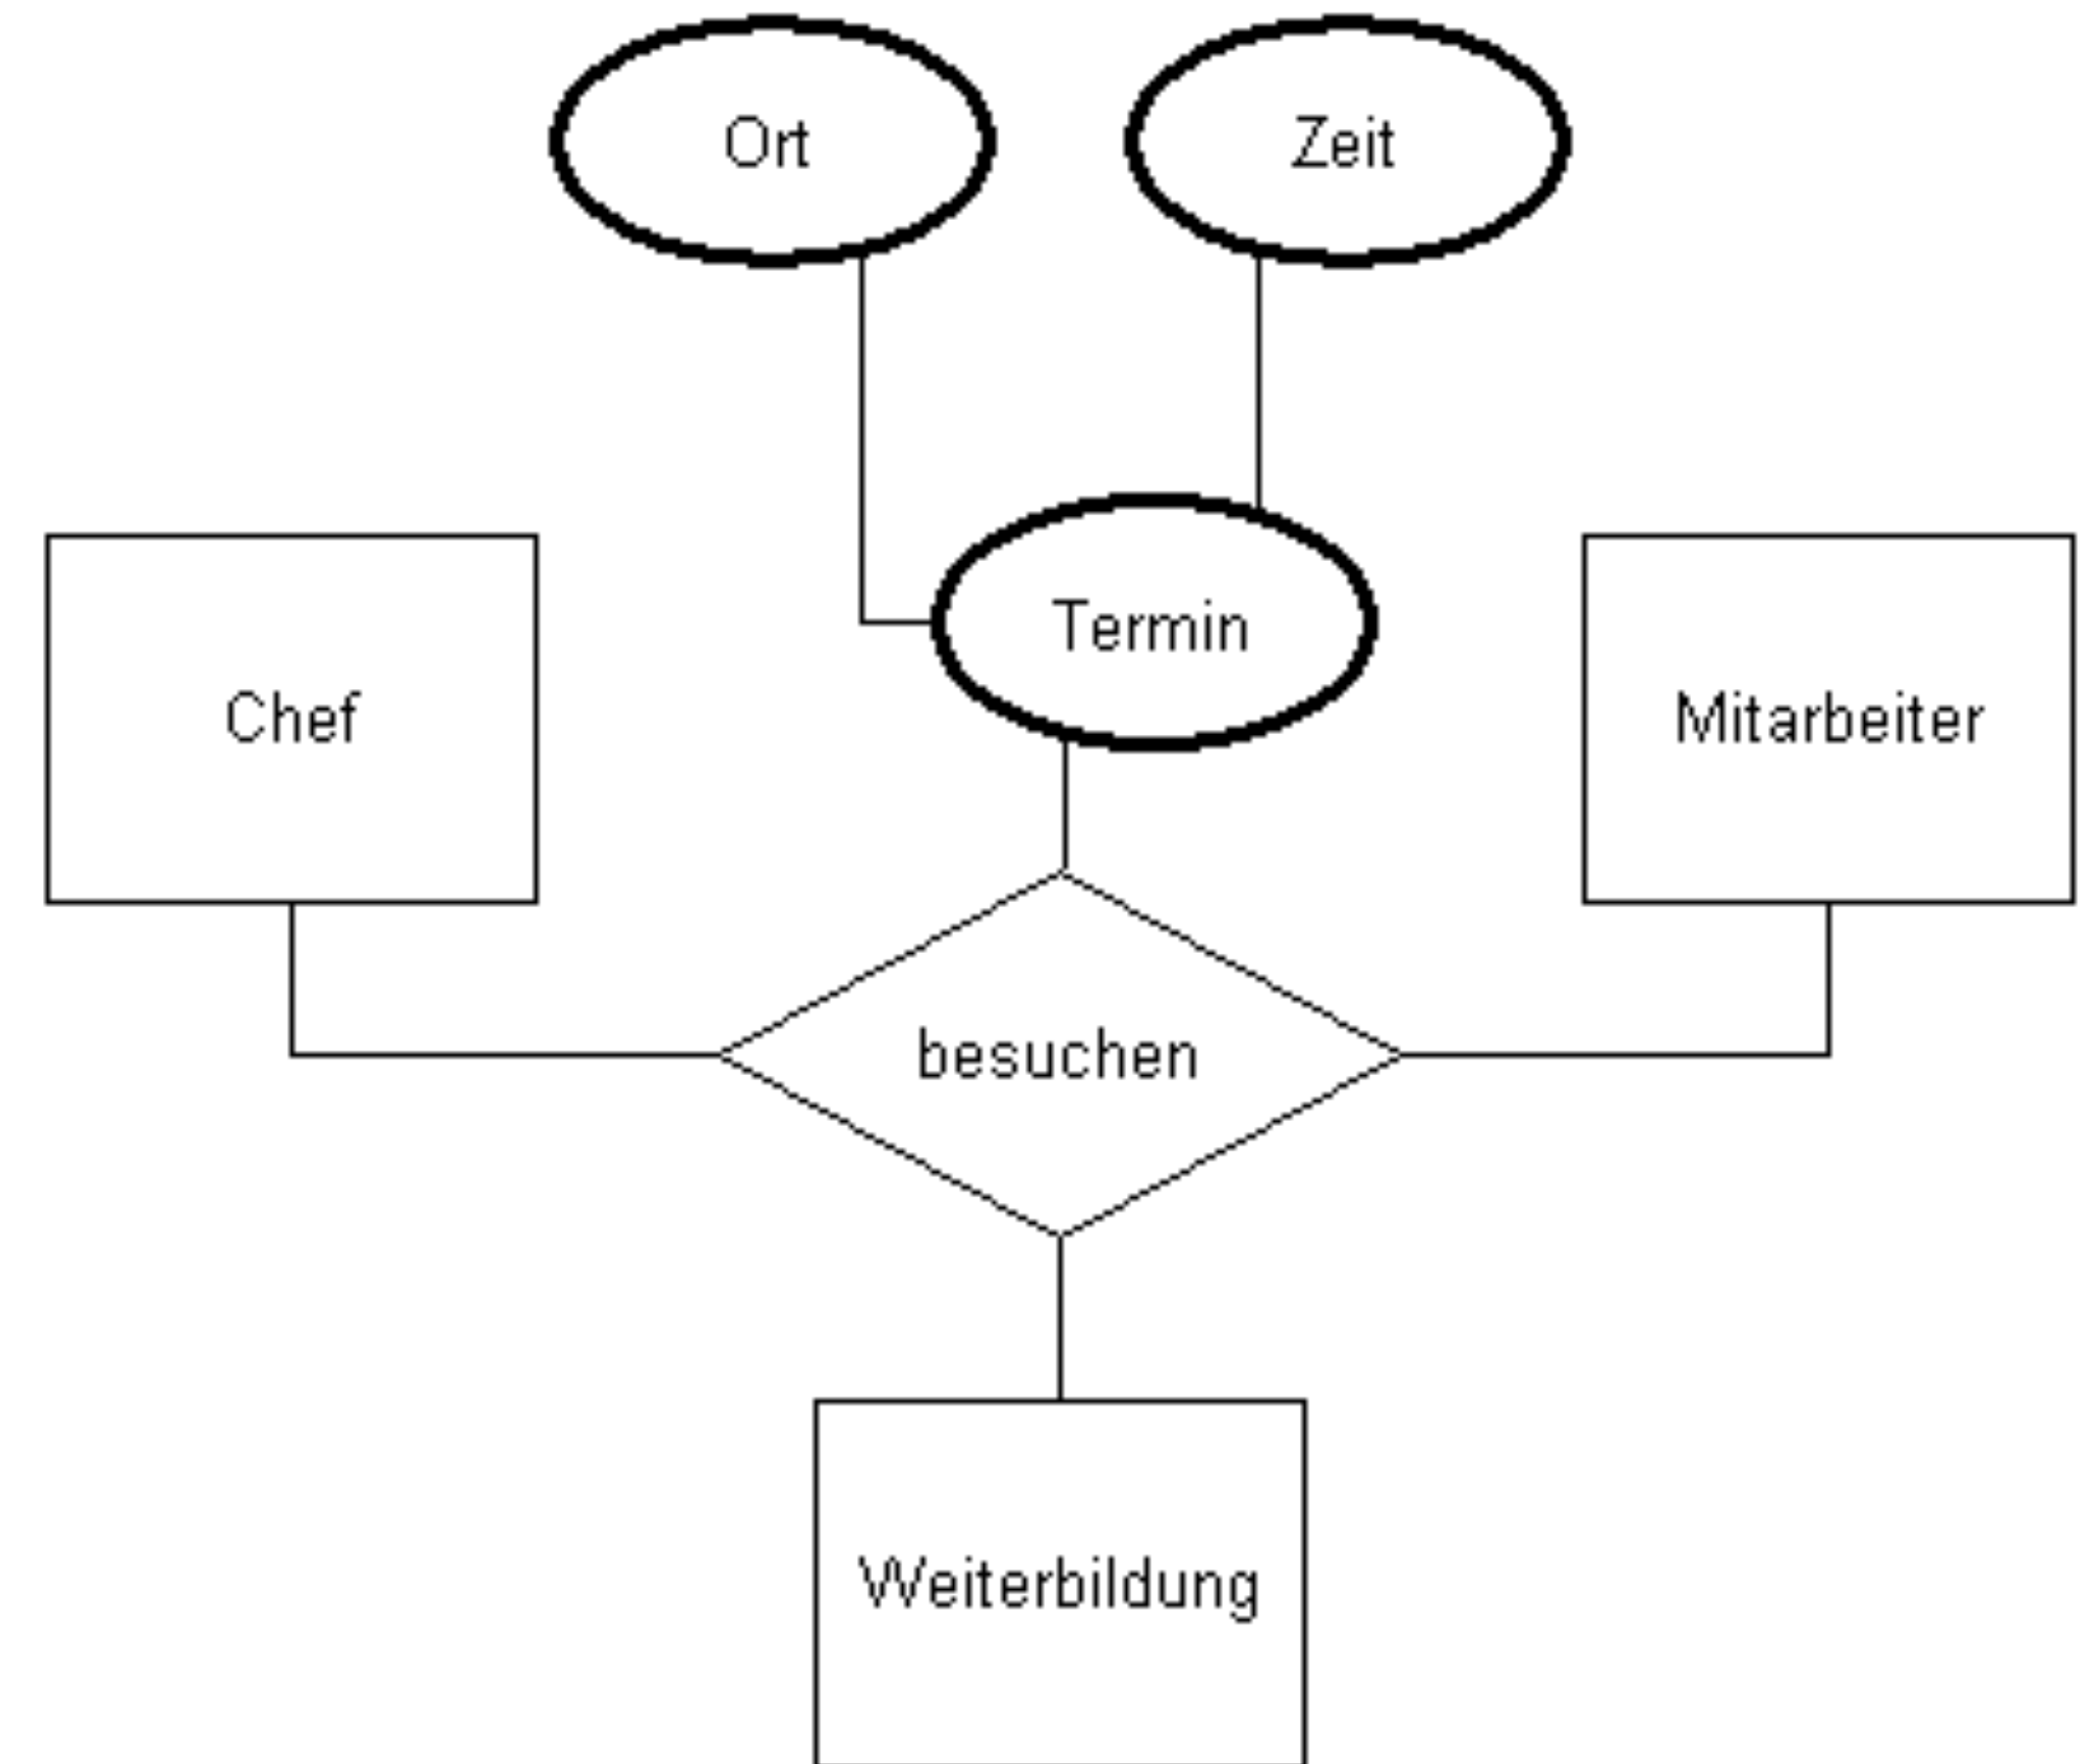 Ort
Zeit
Termin
Chef
Mitarbeiter
besuchen
Weiterbildung